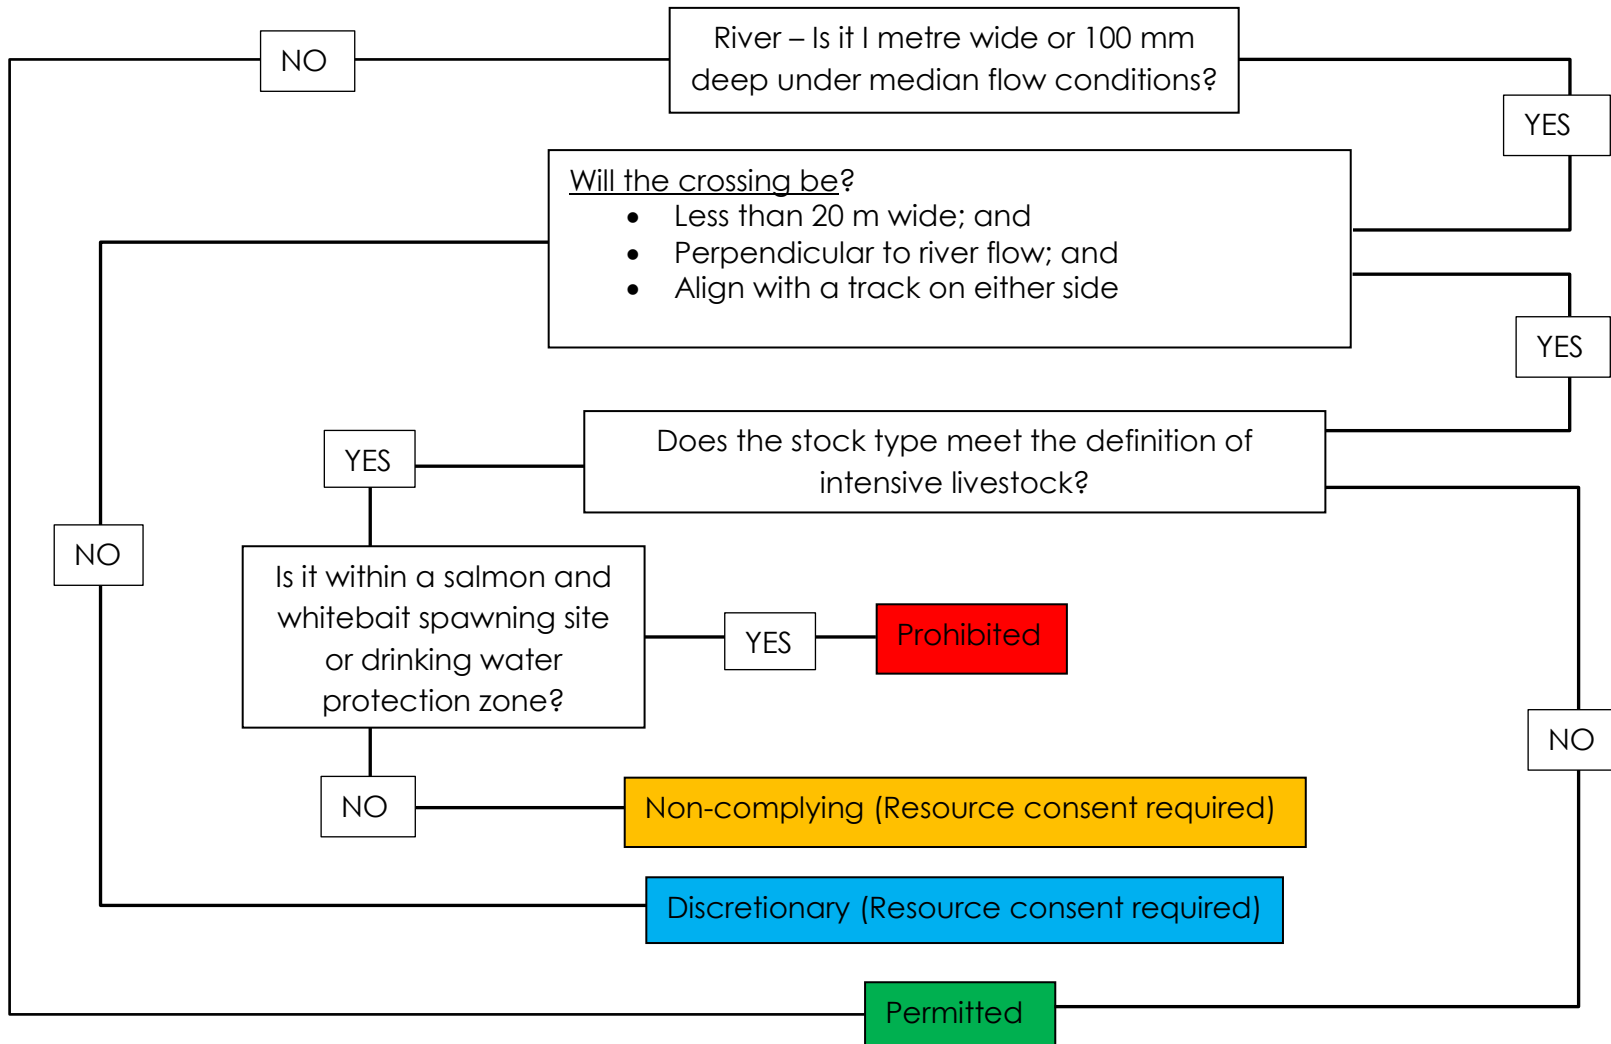 River – Is it I metre wide or 100 mm
deep under median flow conditions?
NO
YES
Will the crossing be?
• Less than 20 m wide; and
• Perpendicular to river flow; and
• Align with a track on either side
YES
Does the stock type meet the definition of
intensive livestock?
YES
NO
Is it within a salmon and
whitebait spawning site
or drinking water
protection zone?
YES
Prohibited
NO
NO
Non-complying (Resource consent required)
Discretionary (Resource consent required)
Permitted